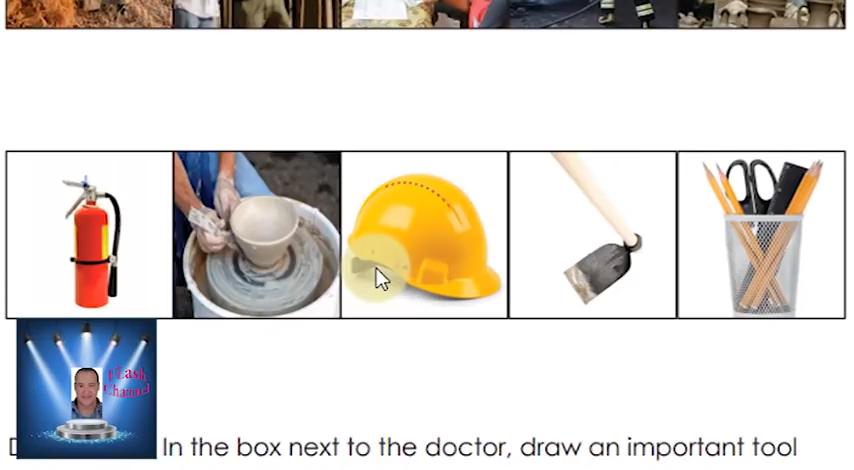 FLash
Channel
In the box next to the doctor, draw an important tool